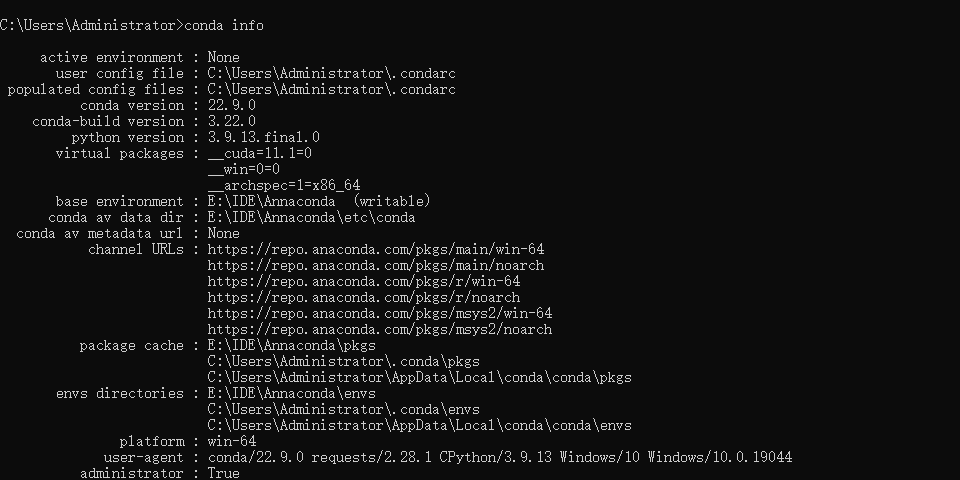 C:\Users\Administrator>conda info
active environment : None
user config file : C:\Users\Administrator\.condarc
populated config files : C:\Users\Administrator\.condarc
conda version : 22.9.0
conda-build version : 3.22.0
python version : 3.9.13.final.0
virtual packages : __cuda=11.1=0
__win=0=0
__archspec=1=x86_64
base environment : E:\IDE\Annaconda  (writable)
conda av data dir : E:\IDE\Annaconda\etc\conda
conda av metadata url : None
channel URLs : https://repo.anaconda.com/pkgs/main/win-64
https://repo.anaconda.com/pkgs/main/noarch
https://repo.anaconda.com/pkgs/r/win-64
https://repo.anaconda.com/pkgs/r/noarch
https://repo.anaconda.com/pkgs/msys2/win-64
https://repo.anaconda.com/pkgs/msys2/noarch
package cache : E:\IDE\Annaconda\pkgs
C:\Users\Administrator\.conda\pkgs
C:\Users\Administrator\AppData\Local\conda\conda\pkgs
envs directories : E:\IDE\Annaconda\envs
C:\Users\Administrator\.conda\envs
C:\Users\Administrator\AppData\Local\conda\conda\envs
platform : win-64
user-agent : conda/22.9.0 requests/2.28.1 CPython/3.9.13 Windows/10 Windows/10.0.19044
administrator : True